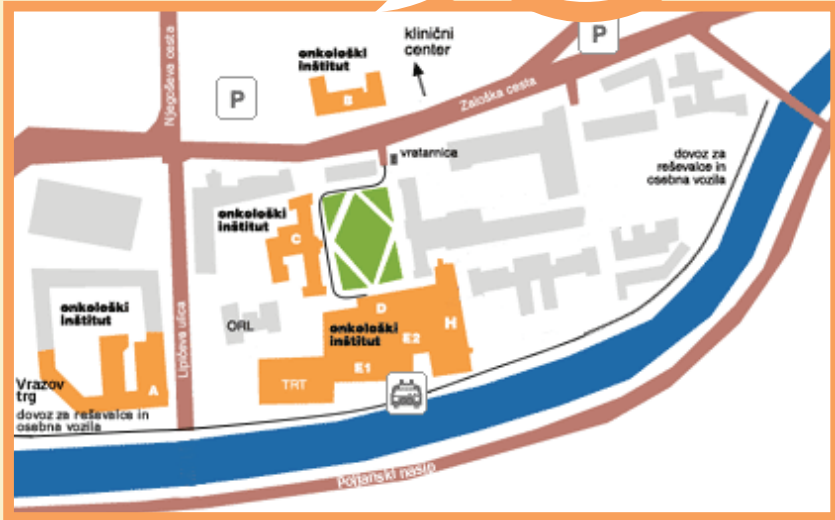 Njegoševa cesta
P
onkološki
inštitut
B
klinični
center
P
Zaloška cesta
vratarnica
dovoz za
reševalce in
osebna vozila
onkološki
inštitut
C
onkološki
inštitut
A
Lipičeva ulica
ORL
D
onkološki
inštitut
H
E2
E1
TRT
Vrazov
trg
dovoz za reševalce in
osebna vozila
Poljanski nasip